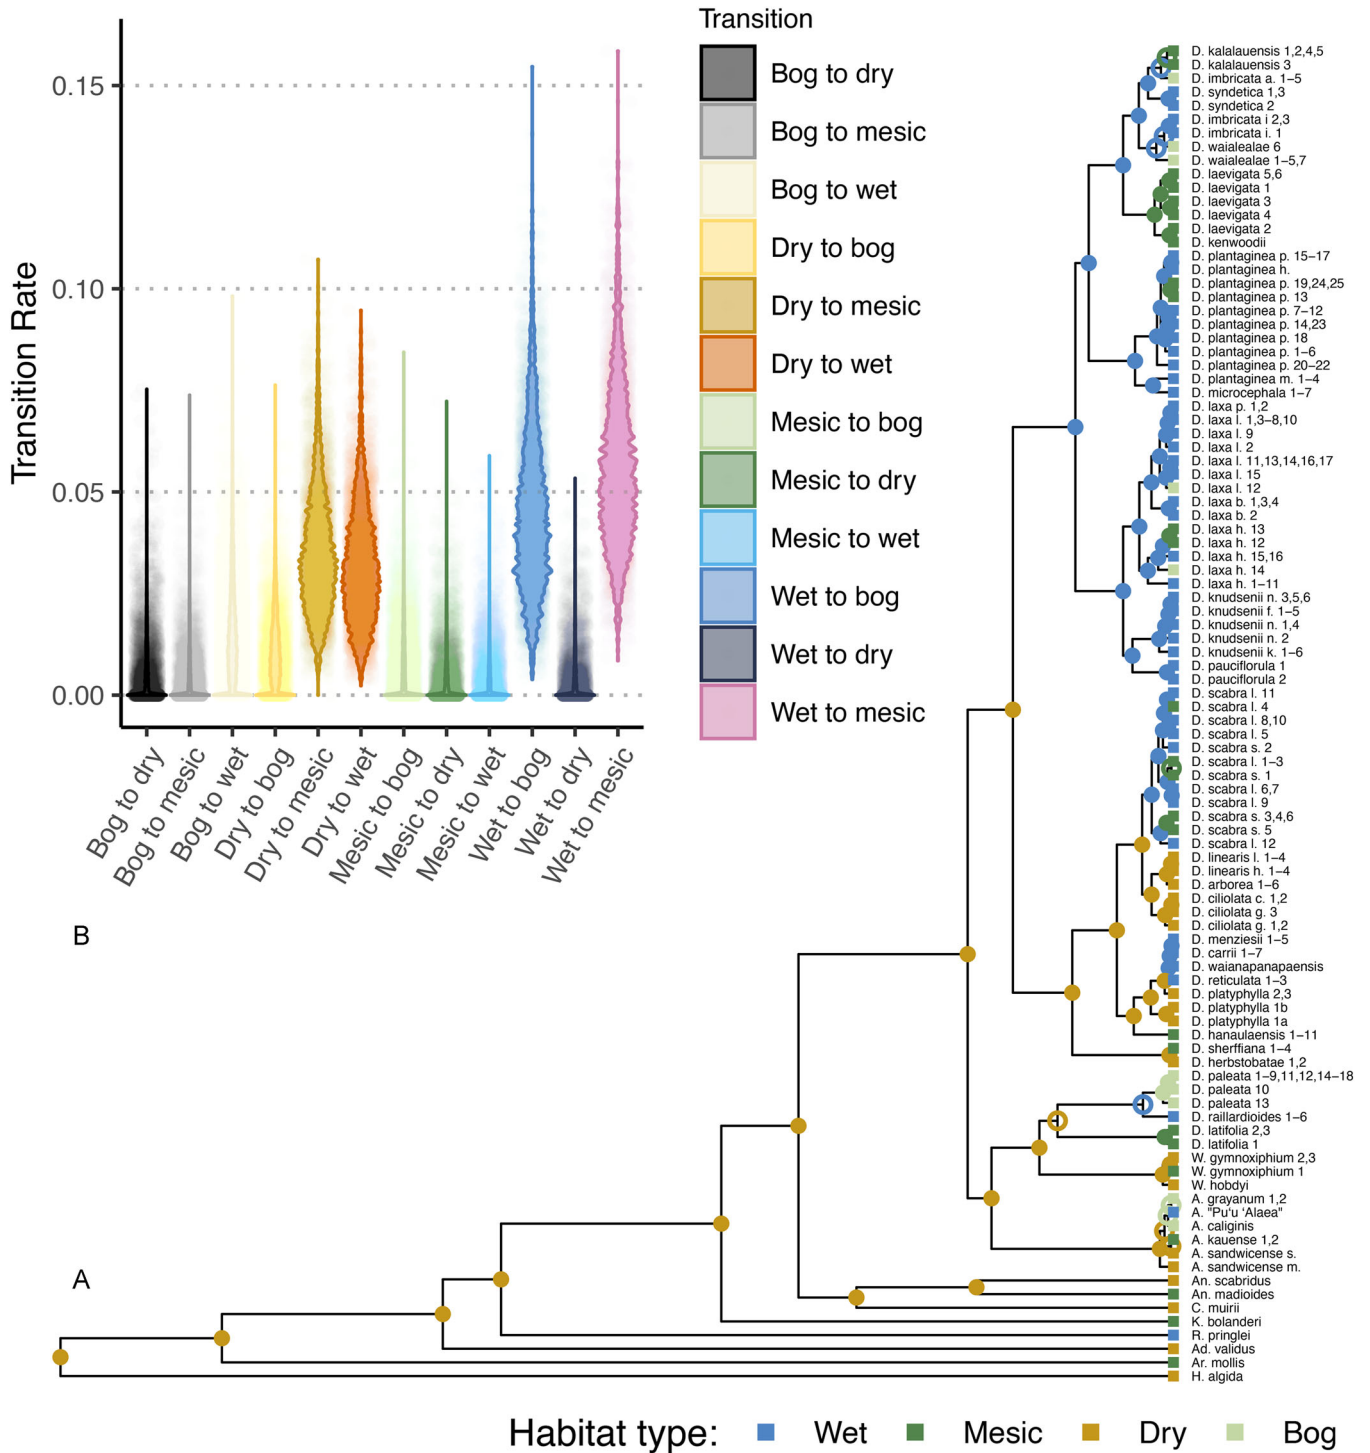 Transition
Bog to dry
Bog to mesic
Bog to wet
Dry to bog
Dry to mesic
Dry to wet
Mesic to bog
Mesic to dry
Mesic to wet
Wet to bog
Wet to dry
Wet to mesic
Transition Rate
0.15
0.10
0.05
0.00
Bog to dry
Bog to mesic
Bog to wet
Dry to bog
Dry to mesic
Dry to wet
Mesic to bog
Mesic to dry
Mesic to wet
Wet to bog
Wet to dry
Wet to mesic
B
A
D. kalalauensis 1,2,4,5
D. kalalauensis 3
D. imbricata a. 1–5
D. syndetica 1,3
D. syndetica 2
D. imbricata i 2,3
D. imbricata i. 1
D. waialealae 6
D. waialealae 1–5,7
D. laevigata 5,6
D. laevigata 1
D. laevigata 3
D. laevigata 4
D. laevigata 2
D. kenwoodii
D. plantaginea p. 15–17
D. plantaginea h.
D. plantaginea p. 19,24,25
D. plantaginea p. 13
D. plantaginea p. 7–12
D. plantaginea p. 14,23
D. plantaginea p. 18
D. plantaginea p. 1–6
D. plantaginea p. 20–22
D. plantaginea m. 1–4
D. microcephala 1–7
D. laxa p. 1,2
D. laxa l. 1,3–8,10
D. laxa l. 9
D. laxa l. 2
D. laxa l. 11,13,14,16,17
D. laxa l. 15
D. laxa l. 12
D. laxa b. 1,3,4
D. laxa b. 2
D. laxa h. 13
D. laxa h. 12
D. laxa h. 15,16
D. laxa h. 14
D. laxa h. 1–11
D. knudsenii n. 3,5,6
D. knudsenii f. 1–5
D. knudsenii n. 1,4
D. knudsenii n. 2
D. knudsenii k. 1–6
D. pauciflorula 1
D. pauciflorula 2
D. scabra l. 11
D. scabra l. 4
D. scabra l. 8,10
D. scabra l. 5
D. scabra s. 2
D. scabra l. 1–3
D. scabra s. 1
D. scabra l. 6,7
D. scabra l. 9
D. scabra s. 3,4,6
D. scabra s. 5
D. scabra l. 12
D. linearis l. 1–4
D. linearis h. 1–4
D. arborea 1–6
D. ciliolata c. 1,2
D. ciliolata g. 3
D. ciliolata g. 1,2
D. menziesii 1–5
D. carrii 1–7
D. waianapanapaensis
D. reticulata 1–3
D. platyphylla 2,3
D. platyphylla 1b
D. platyphylla 1a
D. hanaulaensis 1–11
D. sherffiana 1–4
D. herbstobatae 1,2
D. paleata 1–9,11,12,14–18
D. paleata 10
D. paleata 13
D. raillardioides 1–6
D. latifolia 2,3
D. latifolia 1
W. gymnoxiphium 2,3
W. gymnoxiphium 1
W. hobdyi
A. grayanum 1,2
A. "Pu'u ‘Alaea"
A. caliginis
A. kauense 1,2
A. sandwicense s.
A. sandwicense m.
An. scabridus
An. madioides
C. muirii
K. bolanderi
R. pringlei
Ad. validus
Ar. mollis
H. algida
Habitat type: Wet Mesic Dry Bog